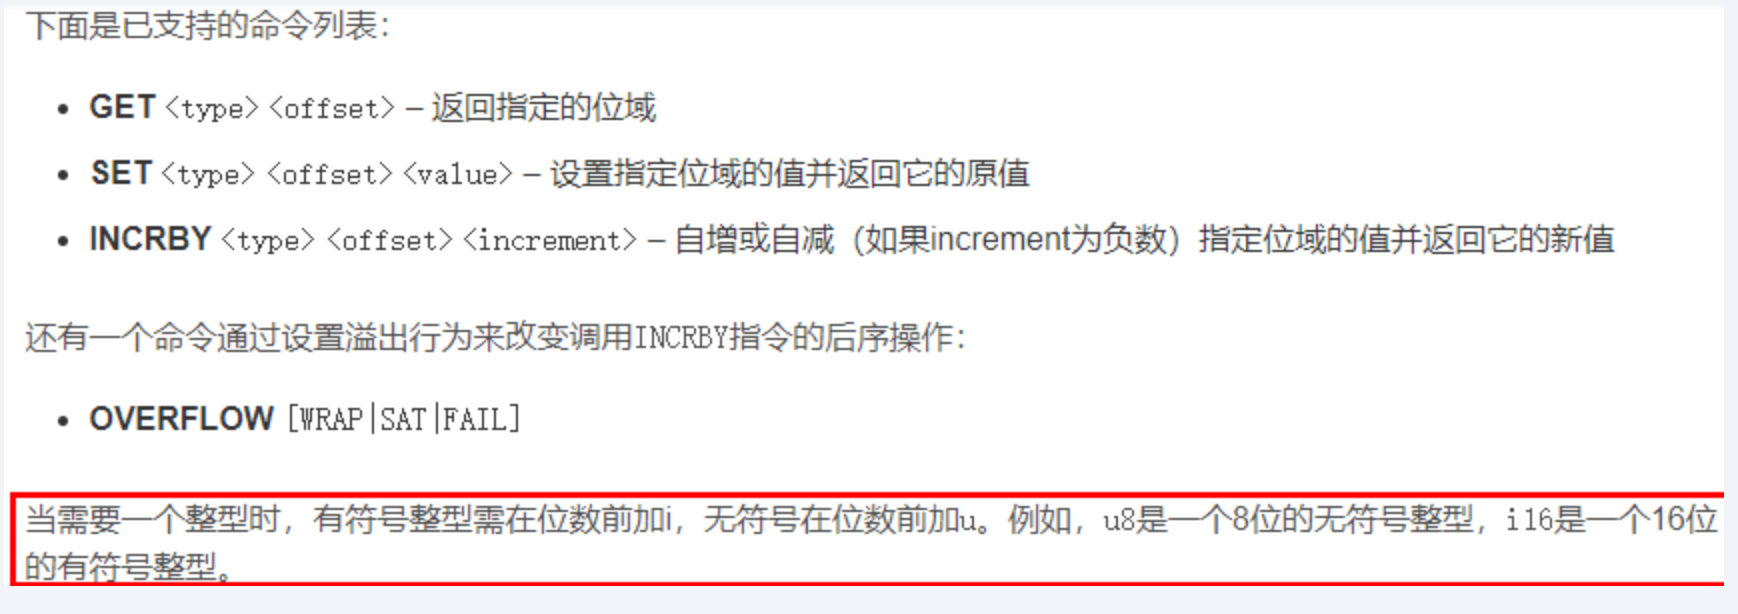 下面是已支持的命令列表：
• GET <type> <offset> – 返回指定的位域
• SET <type> <offset> <value> – 设置指定位域的值并返回它的原值
• INCRBY <type> <offset> <increment> – 自增或自减（如果increment为负数）指定位域的值并返回它的新值
还有一个命令通过设置溢出行为来改变调用INCRBY指令的后序操作：
• OVERFLOW [WRAP|SAT|FAIL]
当需要一个整型时，有符号整型需在位数前加i，无符号在位数前加u。例如，u8是一个8位的无符号整型，i16是一个16位
的有符号整型。